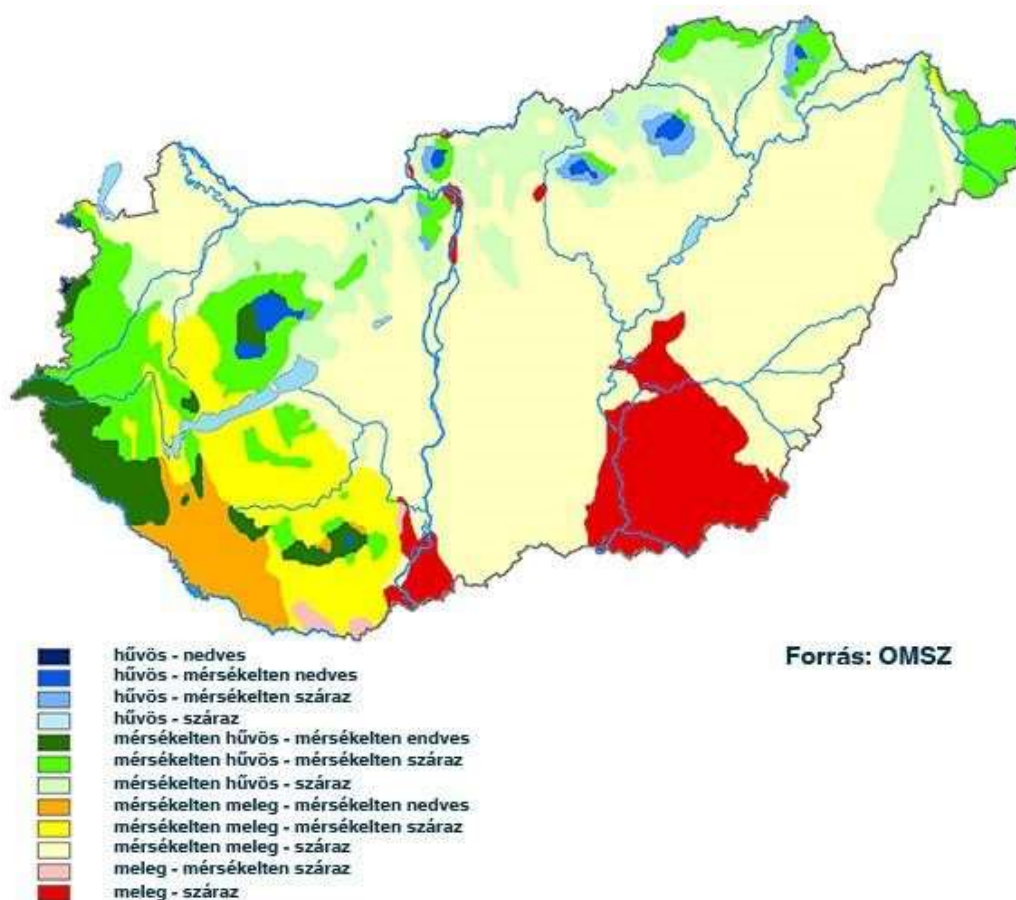 hűvös - nedves
hűvös - mérsékelten nedves
Forrás: OMSZ
hűvös - mérsékelten száraz
hűvös - száraz
mérsékelten hűvös - mérsékelten endves
mérsékelten hűvös - mérsékelten száraz
mérsékelten hűvös - száraz
mérsékelten meleg - mérsékelten nedves
mérsékelten meleg - mérsékelten száraz
mérsékelten meleg - száraz
meleg - mérsékelten száraz
meleg - száraz